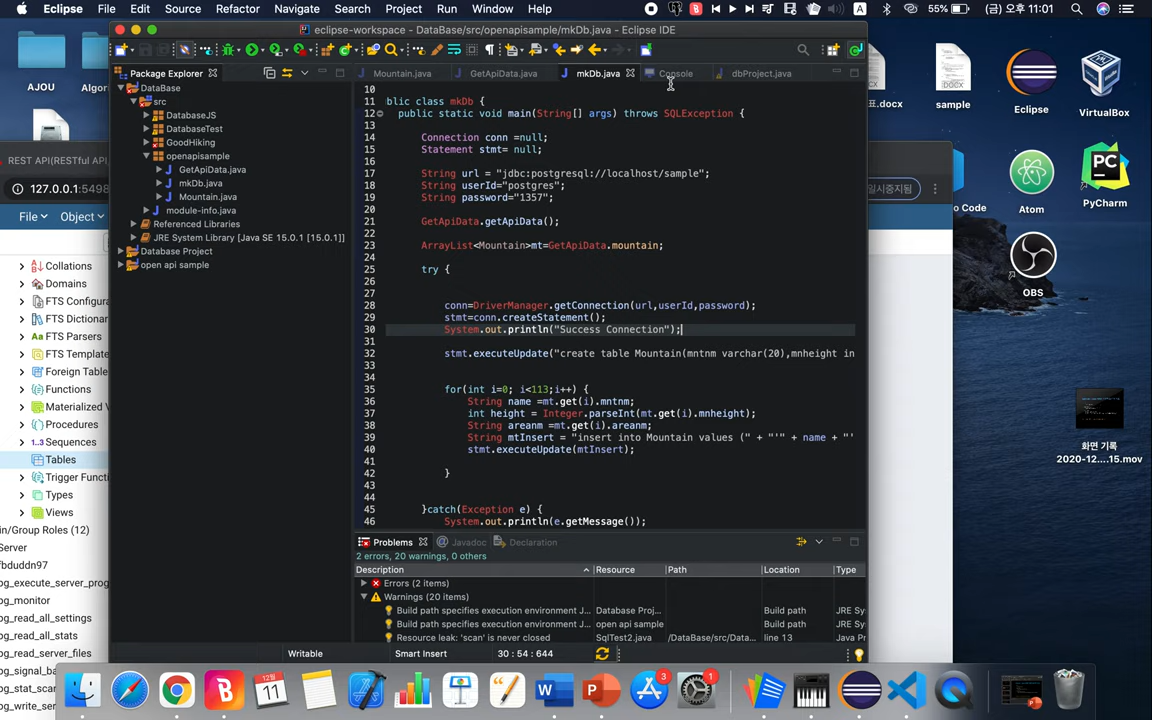 Eclipse File Edit Source Refactor Navigate Search Project Run Window Help
A 55% (금) 오후 11:01
eclipse-workspace - DataBase/src/openapisample/mkDb.java - Eclipse IDE
Package Explorer
Mountain.java GetApiData.java mkDb.java Console dbProject.java
DataBase
src
DatabaseJS
DatabaseTest
GoodHiking
openapisample
GetApiData.java
mkDb.java
Mountain.java
module-info.java
Referenced Libraries
JRE System Library [Java SE 15.0.1 [15.0.1]]
Database Project
open api sample
10
11 blic class mkDb {
12 public static void main(String[] args) throws SQLException {
13
14 Connection conn =null;
15 Statement stmt= null;
16
17 String url = "jdbc:postgresql://localhost/sample";
18 String userId="postgres";
19 String password="1357";
20
21 GetApiData.getApiData();
22
23 ArrayList<Mountain>mt=GetApiData.mountain;
24
25 try {
26
27
28 conn=DriverManager.getConnection(url,userId,password);
29 stmt=conn.createStatement();
30 System.out.println("Success Connection");
31
32 stmt.executeUpdate("create table Mountain(mntnm varchar(20),mnheight in
33
34
35 for(int i=0; i<113;i++) {
36 String name =mt.get(i).mntnm;
37 int height = Integer.parseInt(mt.get(i).mnheight);
38 String areanm =mt.get(i).areanm;
39 String mtInsert = "insert into Mountain values (" + "'" + name + "'
40 stmt.executeUpdate(mtInsert);
41
42 }
43
44
45 }catch(Exception e) {
46 System.out.println(e.getMessage());
Problems Javadoc Declaration
2 errors, 20 warnings, 0 others
Description Resource Path Location Type
Errors (2 items)
Warnings (20 items)
Build path specifies execution environment J... Database Proj... Build path JRE Sy
Build path specifies execution environment J... open api sample Build path JRE Sy
Resource leak: 'scan' is never closed SqlTest2.java /DataBase/src/Data... line 13 Java Pr
Writable Smart Insert 30 : 54 : 644
AJOU
Algor
REST API(RESTful API,
127.0.0.1:5498
일시중지됨
File Object
Collations
Domains
FTS Configura
FTS Dictionar
FTS Parsers
FTS Template
Foreign Table
Functions
Materialized V
Procedures
Sequences
Tables
Trigger Functi
Types
Views
in/Group Roles (12)
Server
fbduddn97
pg_execute_server_prog
pg_monitor
pg_read_all_settings
pg_read_all_stats
pg_read_server_files
pg_signal_ba
pg_stat_scar
pg_write_ser
표.docx
sample
Eclipse
VirtualBox
o Code
Atom
PyCharm
OBS
화면 기록
2020-12....15.mov
12월
11
3
1